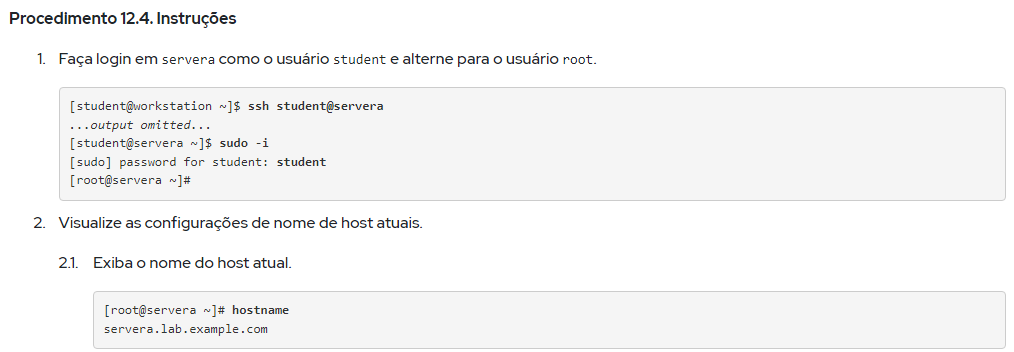 Procedimento 12.4. Instruções
1. Faça login em servera como o usuário student e alterne para o usuário root.
[student@workstation ~]$ ssh student@servera
...output omitted...
[student@servera ~]$ sudo -i
[sudo] password for student: student
[root@servera ~]#
2. Visualize as configurações de nome de host atuais.
2.1. Exiba o nome do host atual.
[root@servera ~]# hostname
servera.lab.example.com